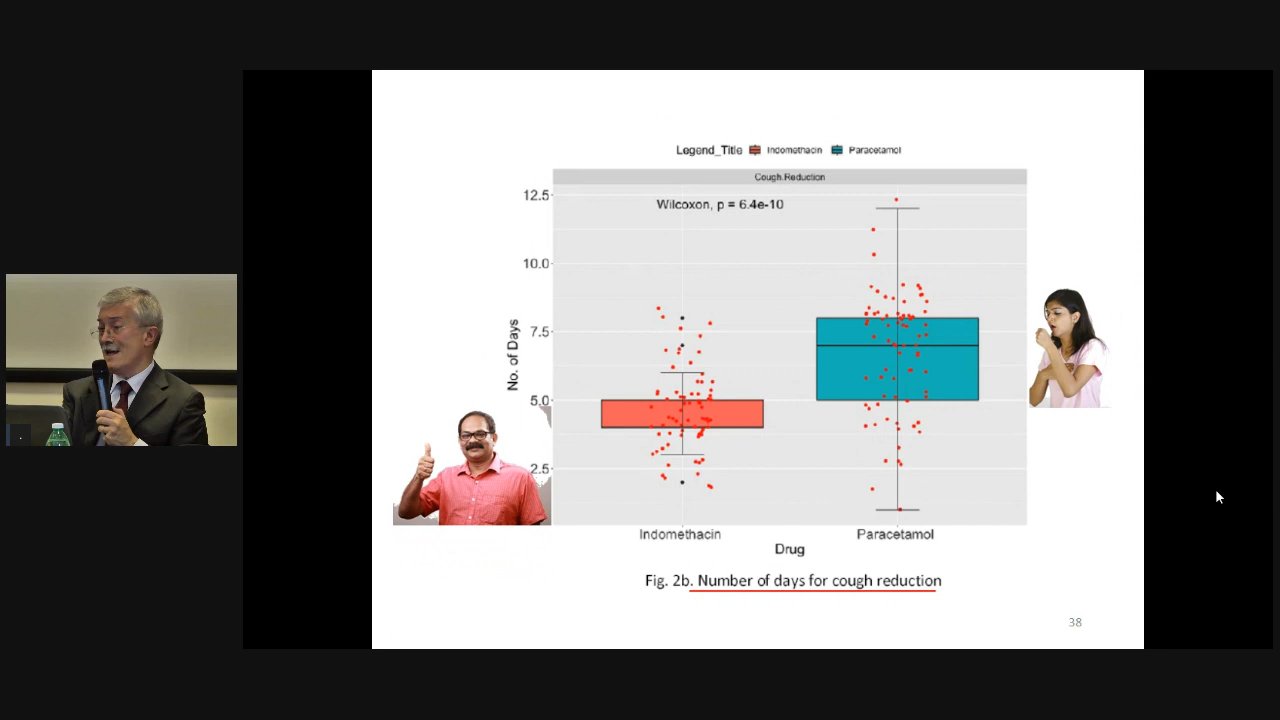 Legend_Title Indomethacin Paracetamol
Cough.Reduction
Wilcoxon, p = 6.4e-10
12.5
10.0
7.5
5.0
2.5
No. of Days
Indomethacin Paracetamol
Drug
Fig. 2b. Number of days for cough reduction
38